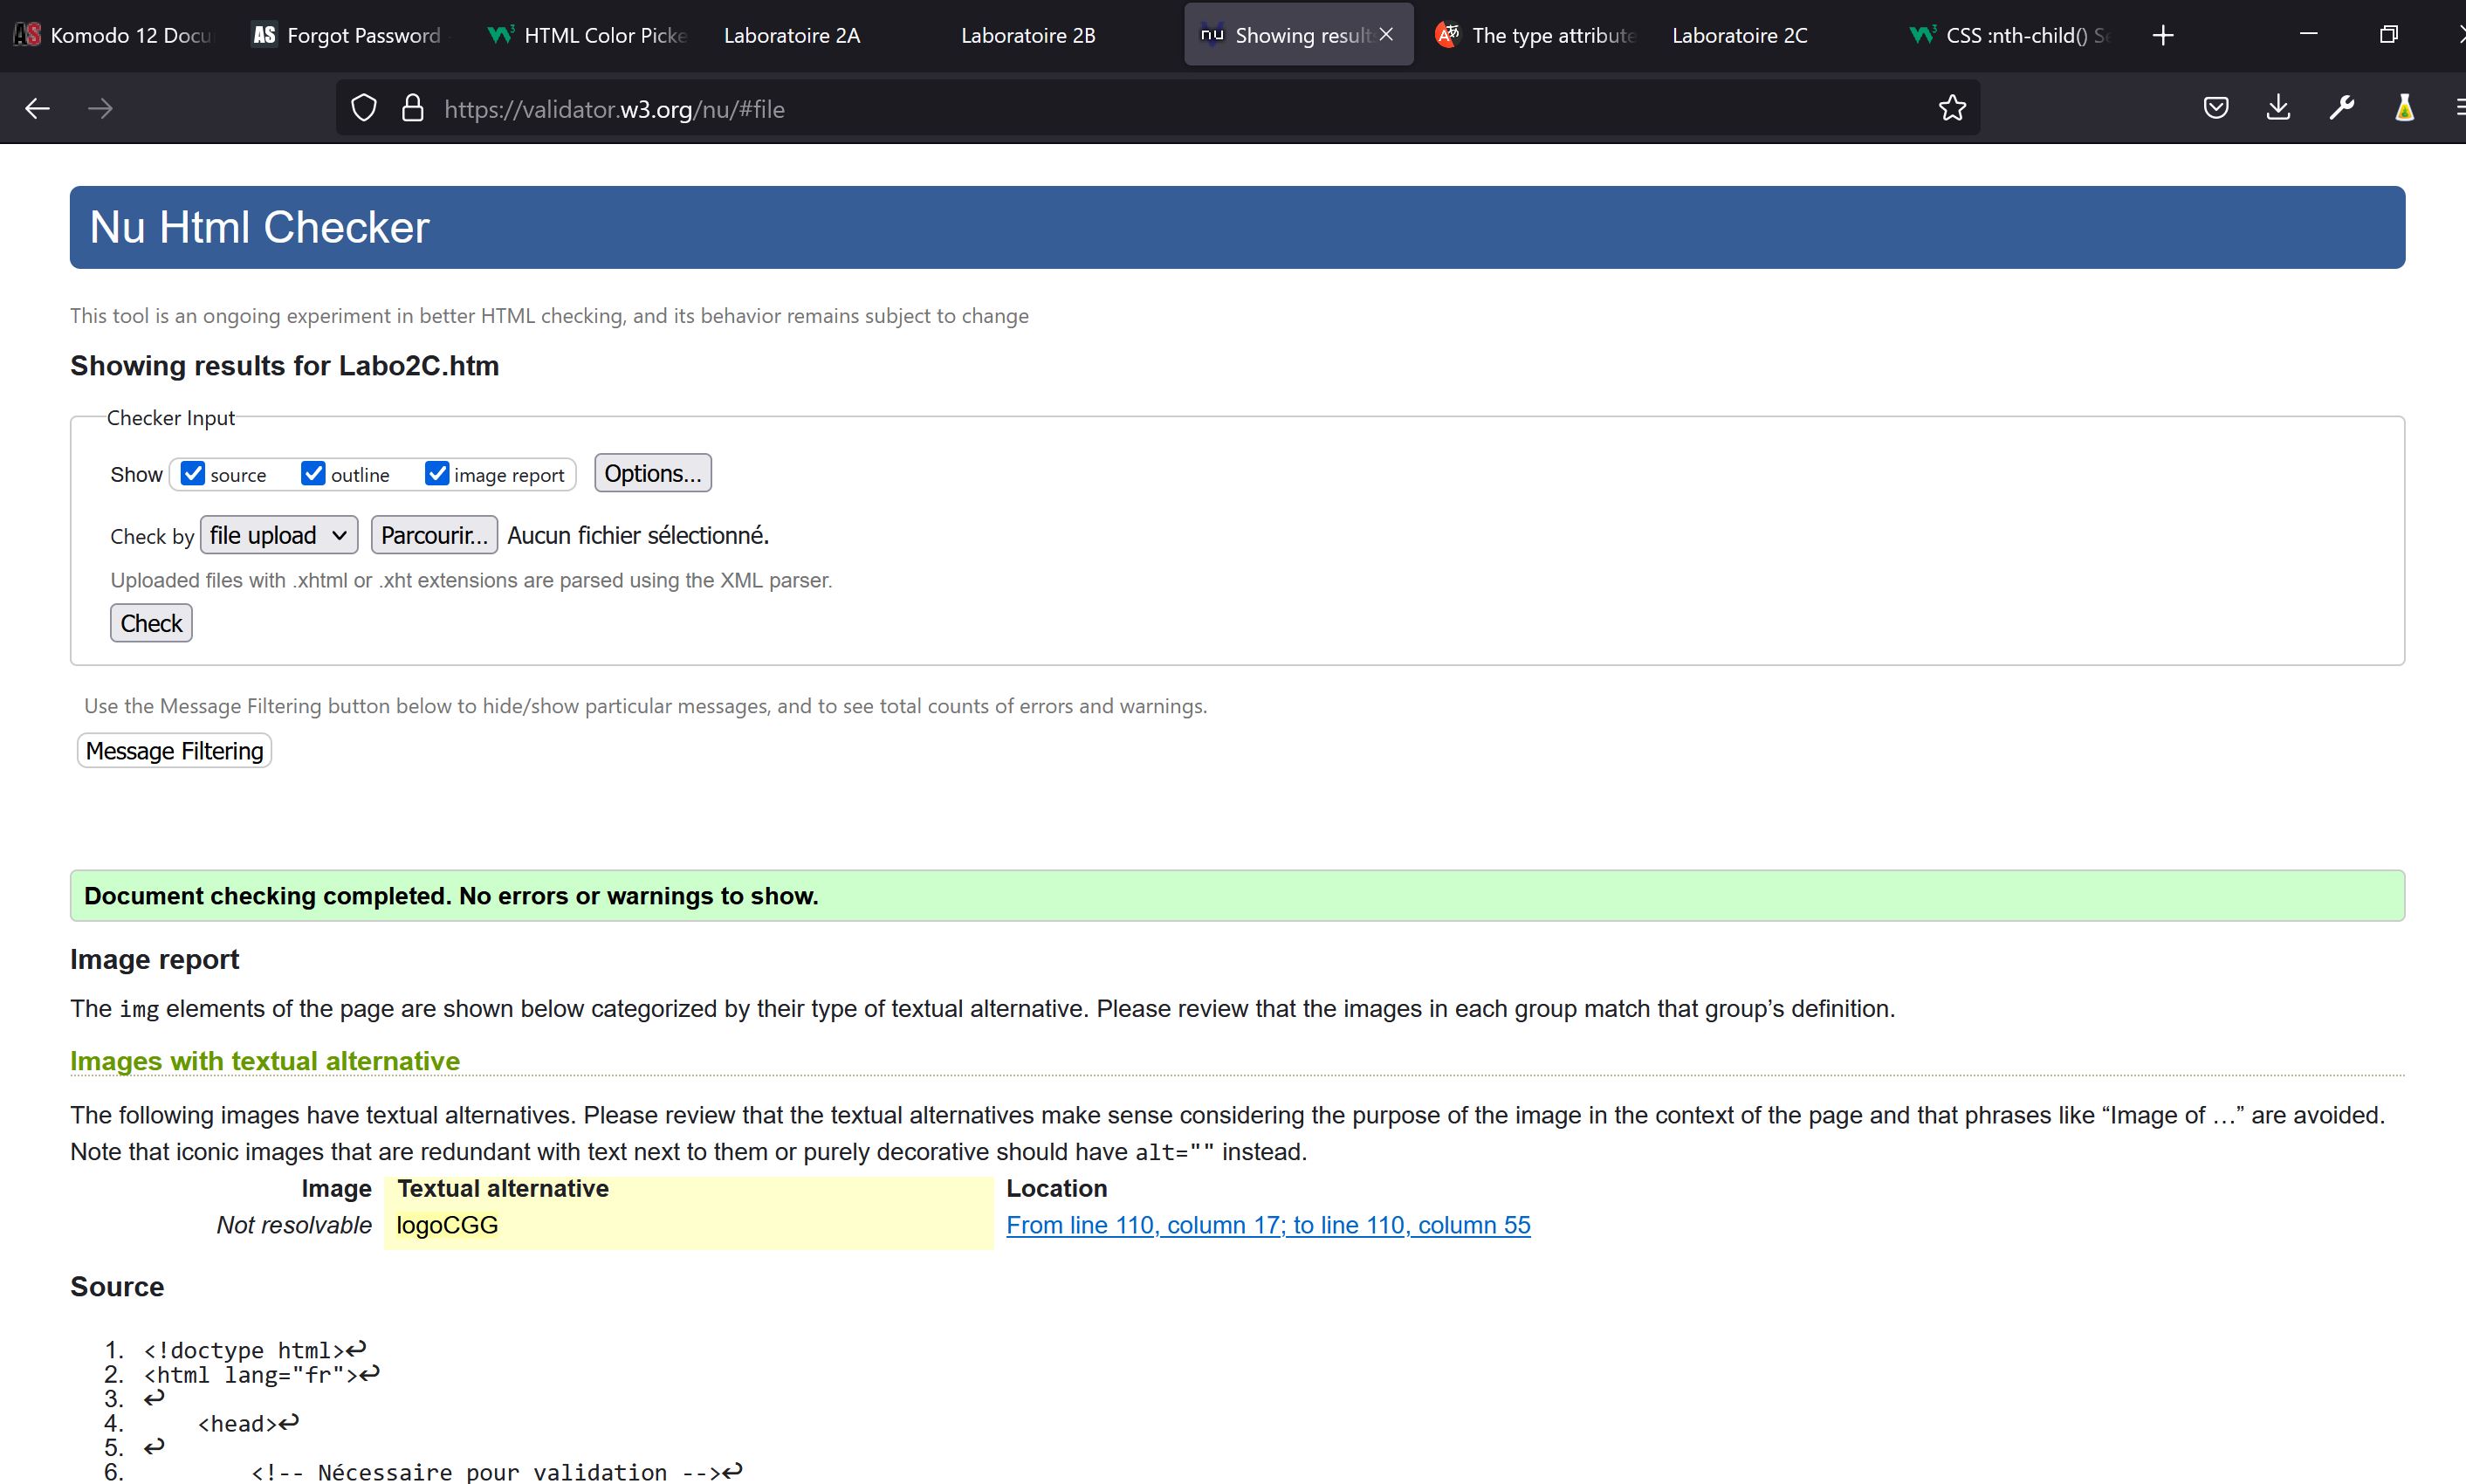 Komodo 12 Docu
Forgot Password
HTML Color Picke
Laboratoire 2A
Laboratoire 2B
nu Showing result
The type attribute
Laboratoire 2C
CSS :nth-child() Se
https://validator.w3.org/nu/#file
Nu Html Checker
This tool is an ongoing experiment in better HTML checking, and its behavior remains subject to change
Showing results for Labo2C.htm
Checker Input
Show source outline image report Options...
Check by file upload Parcourir... Aucun fichier sélectionné.
Uploaded files with .xhtml or .xht extensions are parsed using the XML parser.
Check
Use the Message Filtering button below to hide/show particular messages, and to see total counts of errors and warnings.
Message Filtering
Document checking completed. No errors or warnings to show.
Image report
The img elements of the page are shown below categorized by their type of textual alternative. Please review that the images in each group match that group’s definition.
Images with textual alternative
The following images have textual alternatives. Please review that the textual alternatives make sense considering the purpose of the image in the context of the page and that phrases like “Image of …” are avoided.
Note that iconic images that are redundant with text next to them or purely decorative should have alt="" instead.
Image Textual alternative Location
Not resolvable logoCGG From line 110, column 17; to line 110, column 55
Source
1. <!doctype html>↩
2. <html lang="fr">↩
3. ↩
4. <head>↩
5. ↩
6. <!-- Nécessaire pour validation -->↩